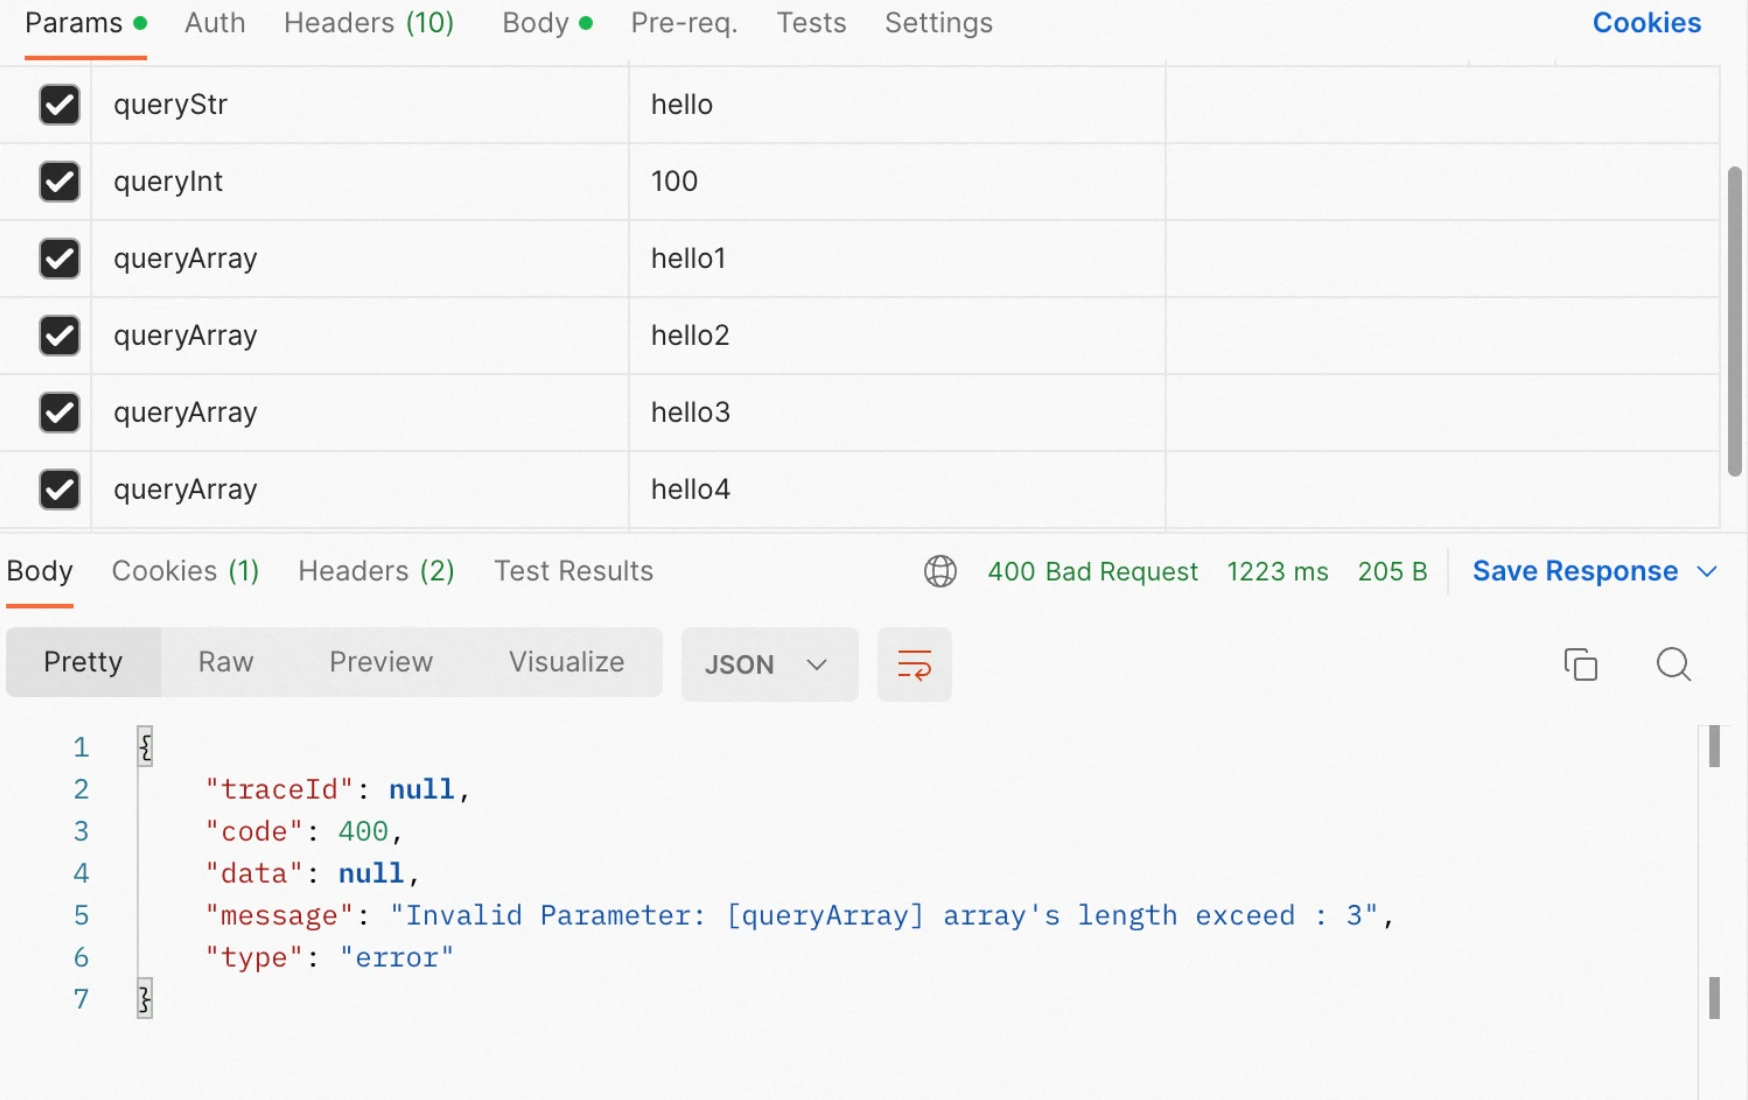 Params Auth Headers (10) Body Pre-req. Tests Settings Cookies
queryStr hello
queryInt 100
queryArray hello1
queryArray hello2
queryArray hello3
queryArray hello4
Body Cookies (1) Headers (2) Test Results 400 Bad Request 1223 ms 205 B Save Response
Pretty Raw Preview Visualize JSON
1 {
2 "traceId": null,
3 "code": 400,
4 "data": null,
5 "message": "Invalid Parameter: [queryArray] array's length exceed : 3",
6 "type": "error"
7 }